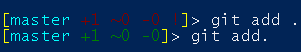 [master +1 ~0 -0]> git add .
[master +1 ~0 -0]> git add.